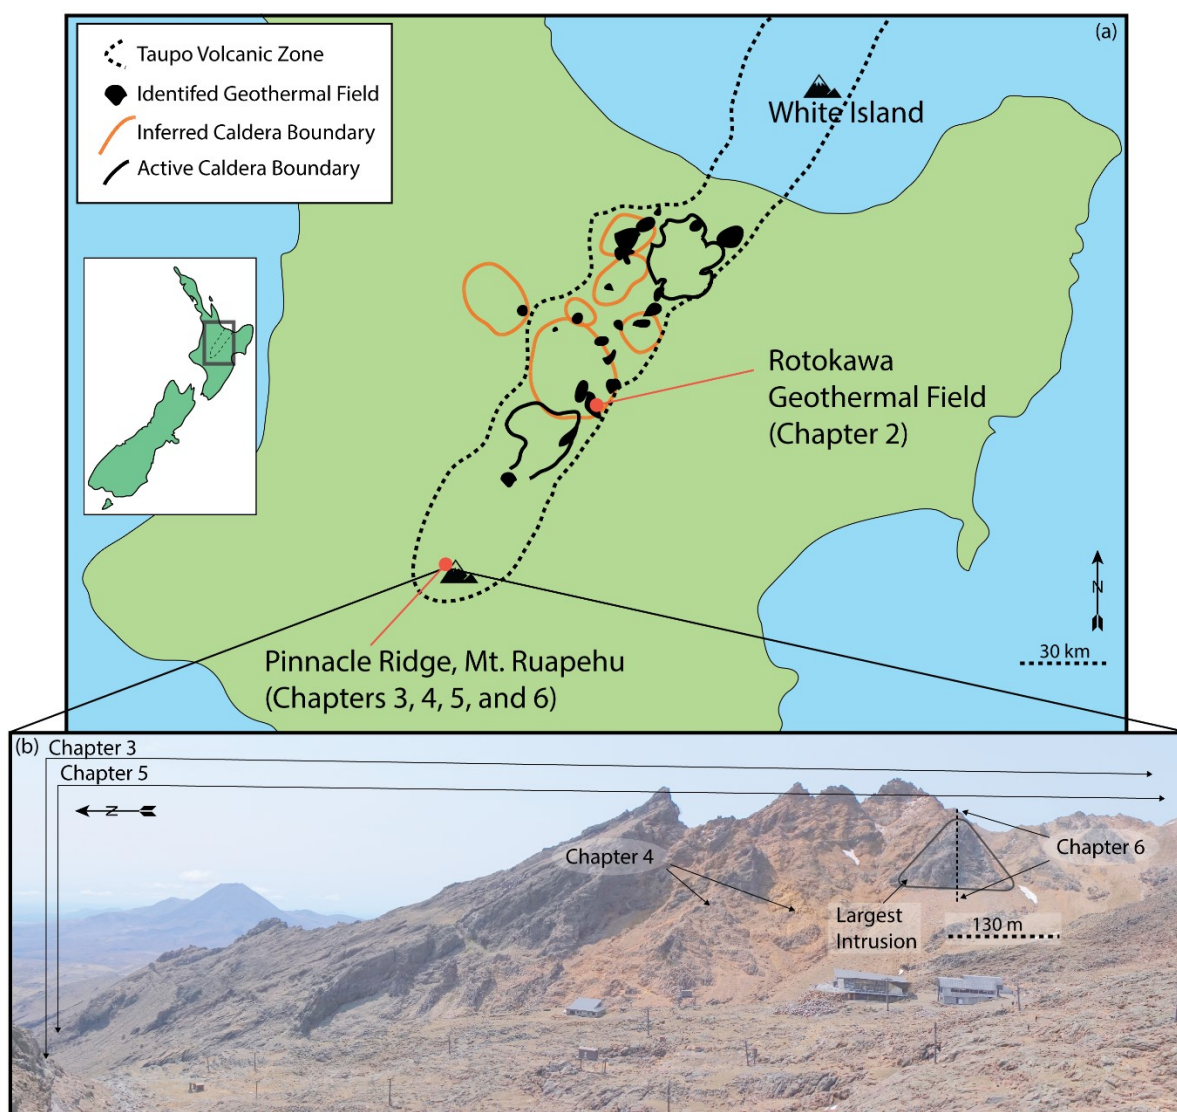 (a)
Taupo Volcanic Zone
Identifed Geothermal Field
Inferred Caldera Boundary
Active Caldera Boundary
White Island
Rotokawa
Geothermal Field
(Chapter 2)
N
30 km
Pinnacle Ridge, Mt. Ruapehu
(Chapters 3, 4, 5, and 6)
(b)
Chapter 3
Chapter 5
N
Chapter 4
Chapter 6
Largest
Intrusion
130 m